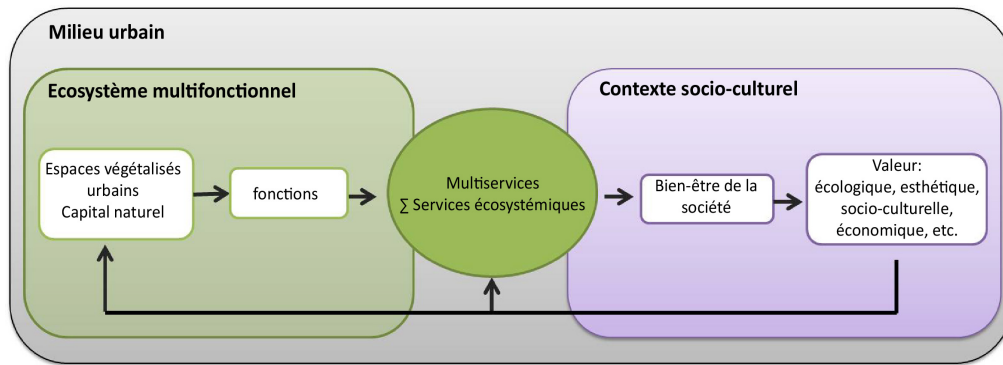 Milieu urbain
Ecosystème multifonctionnel
Espaces végétalisés
urbains
Capital naturel
fonctions
Multiservices
∑ Services écosystémiques
Contexte socio-culturel
Bien-être de la
société
Valeur:
écologique, esthétique,
socio-culturelle,
économique, etc.